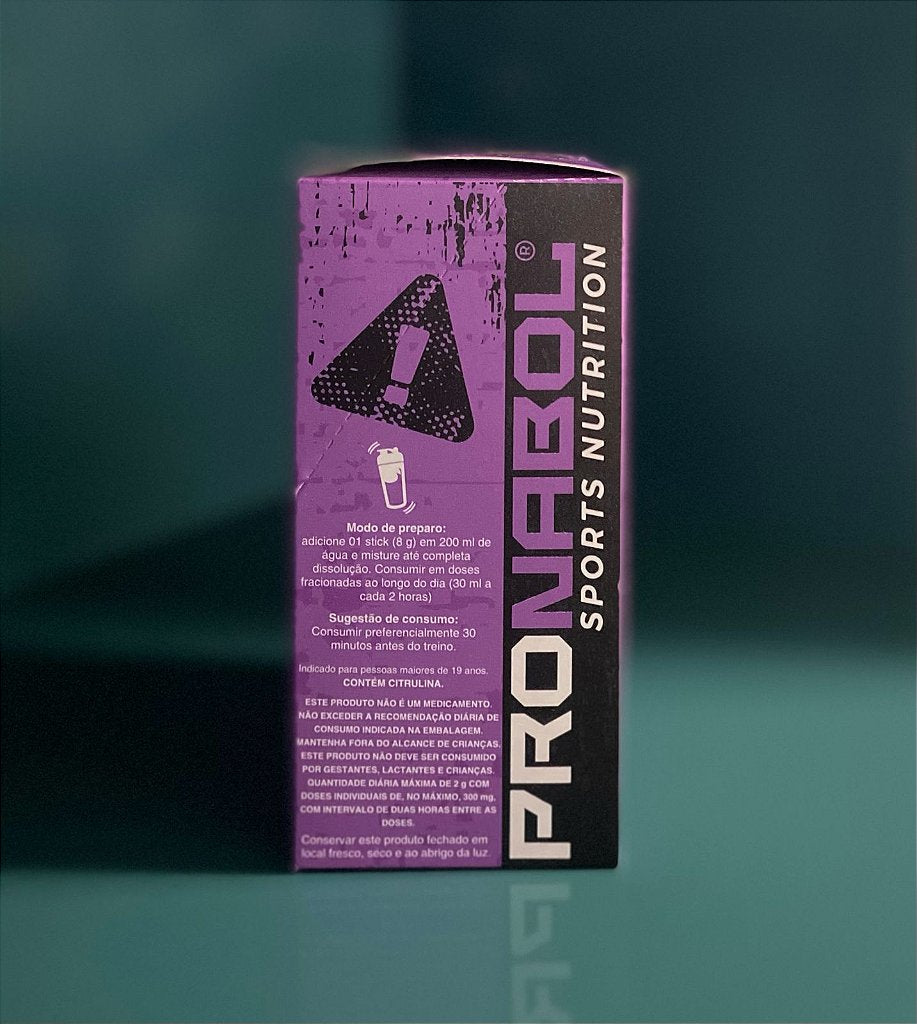 Modo de preparo:
adicione 01 stick (8 g) em 200 ml de
água e misture até completa
dissolução. Consumir em doses
fracionadas ao longo do dia (30 ml a
cada 2 horas)
Sugestão de consumo:
Consumir preferencialmente 30
minutos antes do treino.
Indicado para pessoas maiores de 19 anos.
CONTÉM CITRULINA.
ESTE PRODUTO NÃO É UM MEDICAMENTO.
NÃO EXCEDER A RECOMENDAÇÃO DIÁRIA DE
CONSUMO INDICADA NA EMBALAGEM.
MANTENHA FORA DO ALCANCE DE CRIANÇAS.
ESTE PRODUTO NÃO DEVE SER CONSUMIDO
POR GESTANTES, LACTANTES E CRIANÇAS.
QUANTIDADE DIÁRIA MÁXIMA DE 2 g COM
DOSES INDIVIDUAIS DE, NO MÁXIMO, 300 mg,
COM INTERVALO DE DUAS HORAS ENTRE AS
DOSES.
Conservar este produto fechado em
local fresco, seco e ao abrigo da luz.
PRONABOL®
SPORTS NUTRITION